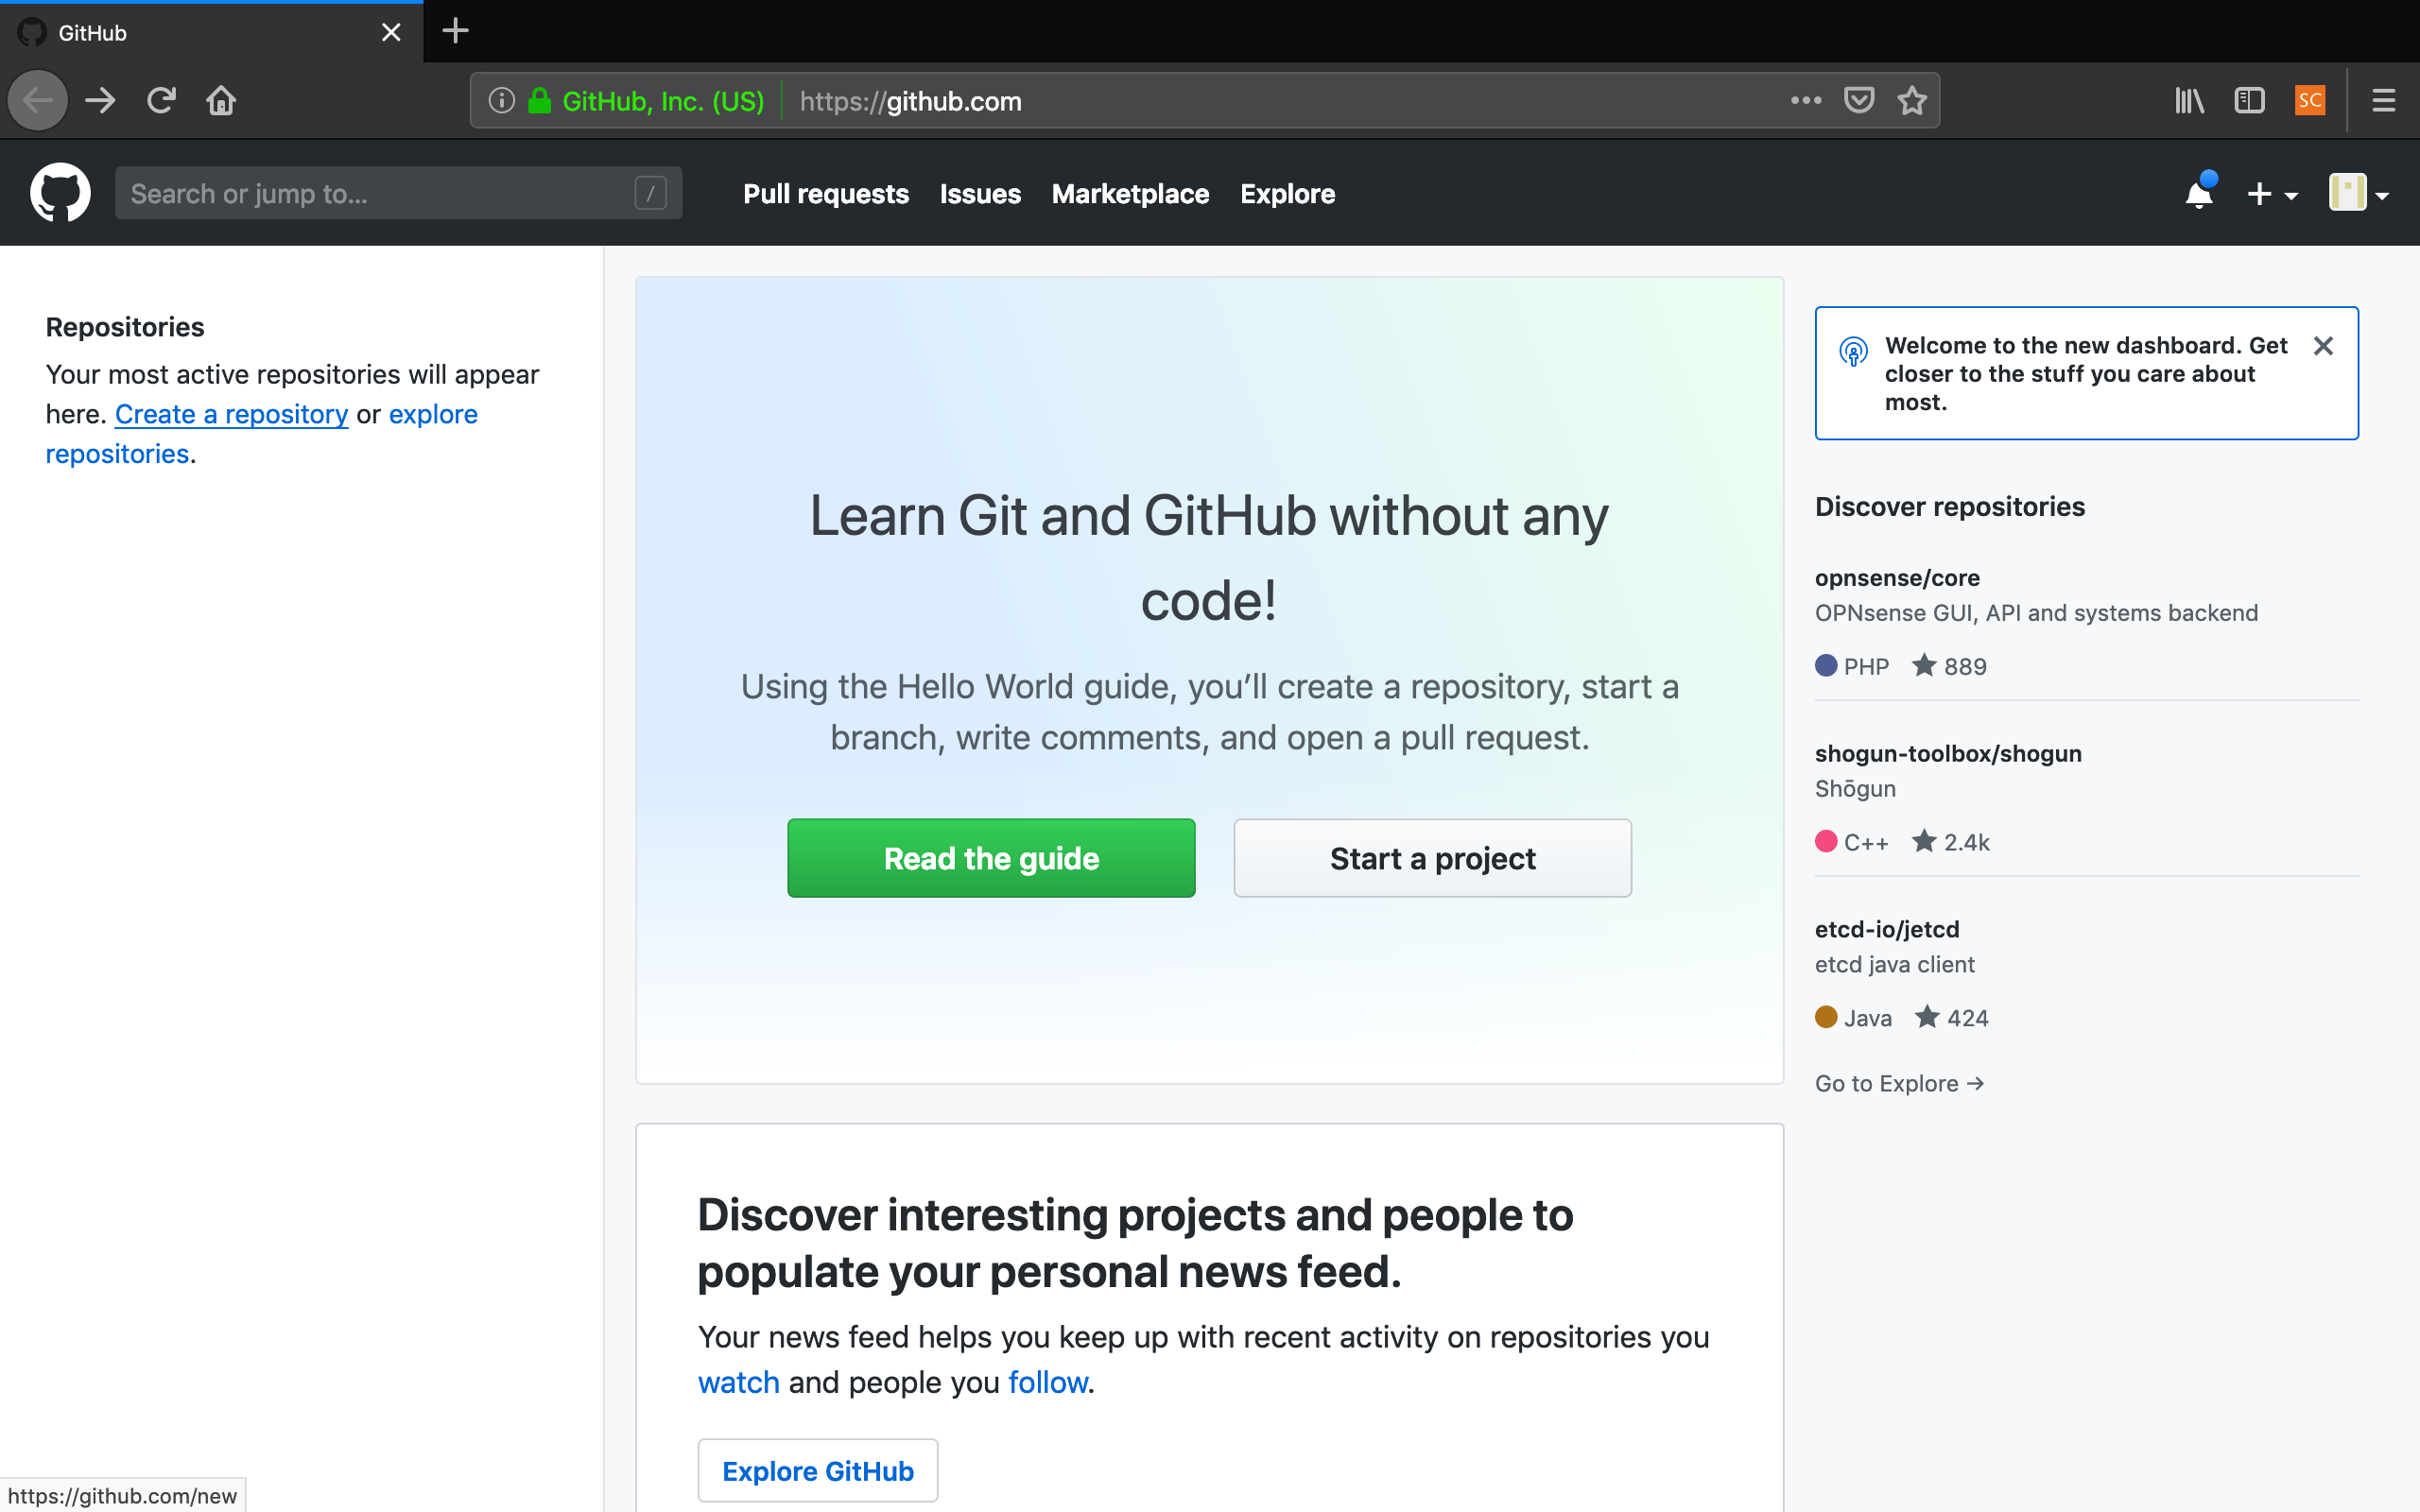 GitHub
GitHub, Inc. (US) https://github.com
SC
Search or jump to... /
Pull requests Issues Marketplace Explore
Repositories
Your most active repositories will appear
here. Create a repository or explore
repositories.
Learn Git and GitHub without any
code!
Using the Hello World guide, you’ll create a repository, start a
branch, write comments, and open a pull request.
Read the guide Start a project
Discover interesting projects and people to
populate your personal news feed.
Your news feed helps you keep up with recent activity on repositories you
watch and people you follow.
Explore GitHub
Welcome to the new dashboard. Get
closer to the stuff you care about
most.
Discover repositories
opnsense/core
OPNsense GUI, API and systems backend
PHP 889
shogun-toolbox/shogun
Shōgun
C++ 2.4k
etcd-io/jetcd
etcd java client
Java 424
Go to Explore →
https://github.com/new